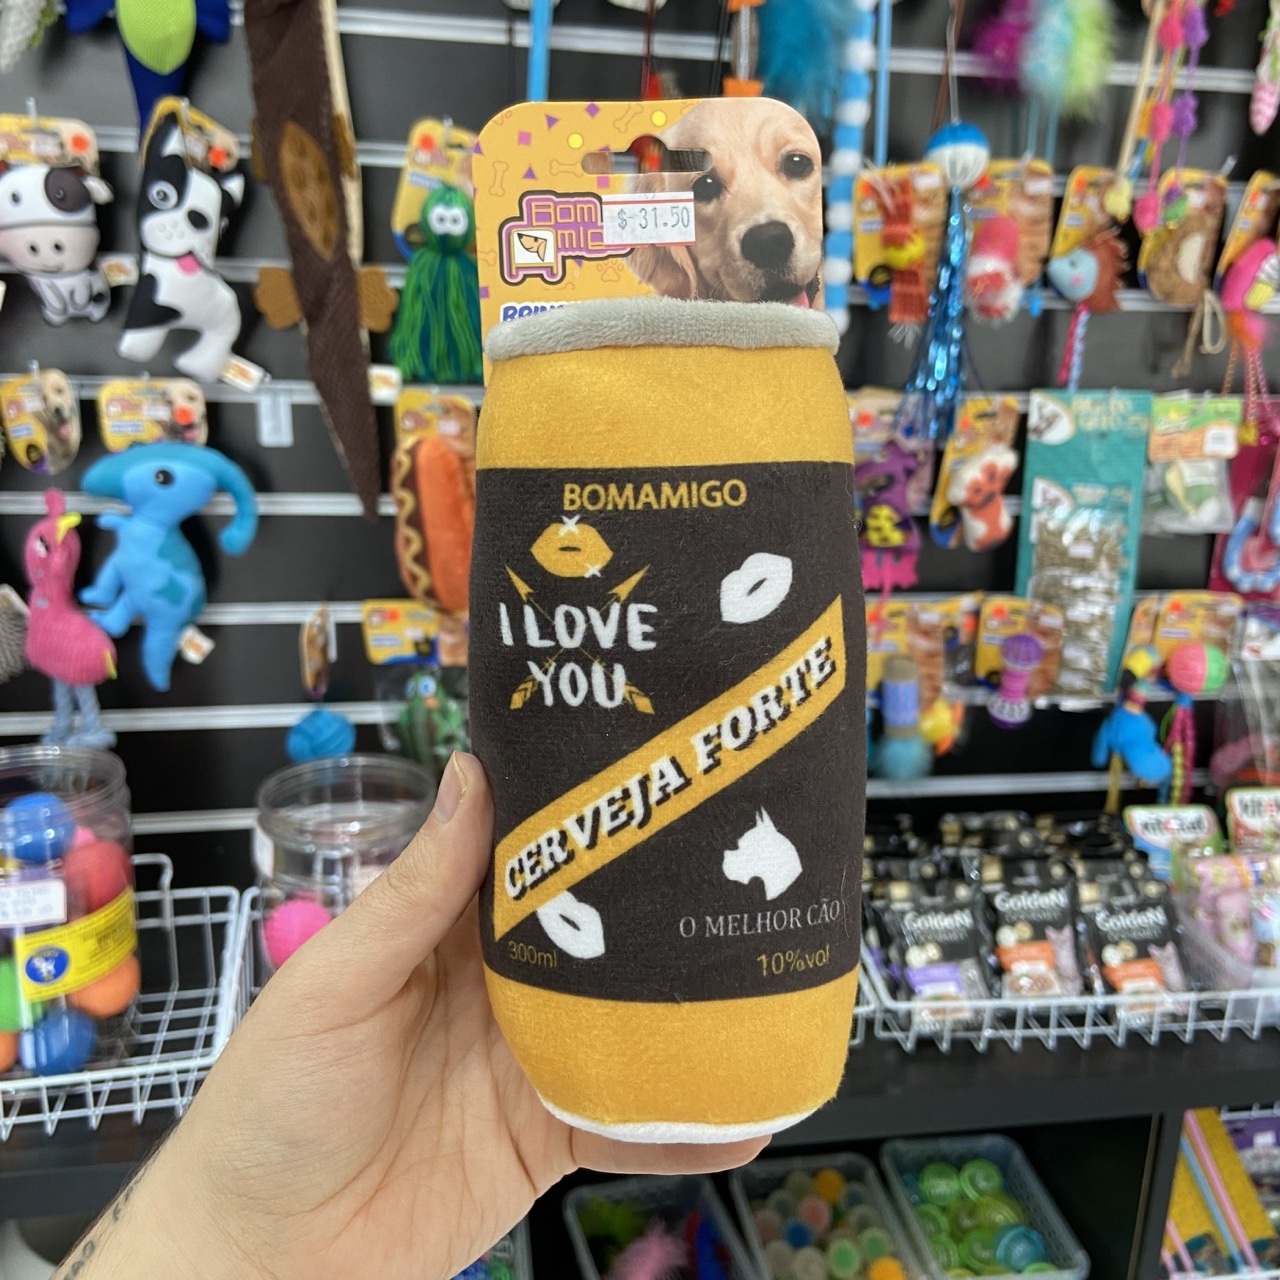 $ 31.50
BOMAMIGO
I LOVE
YOU
CERVEJA FORTE
O MELHOR CÃO
300ml
10%vol
GoldeN
GoldeN
GoldeN